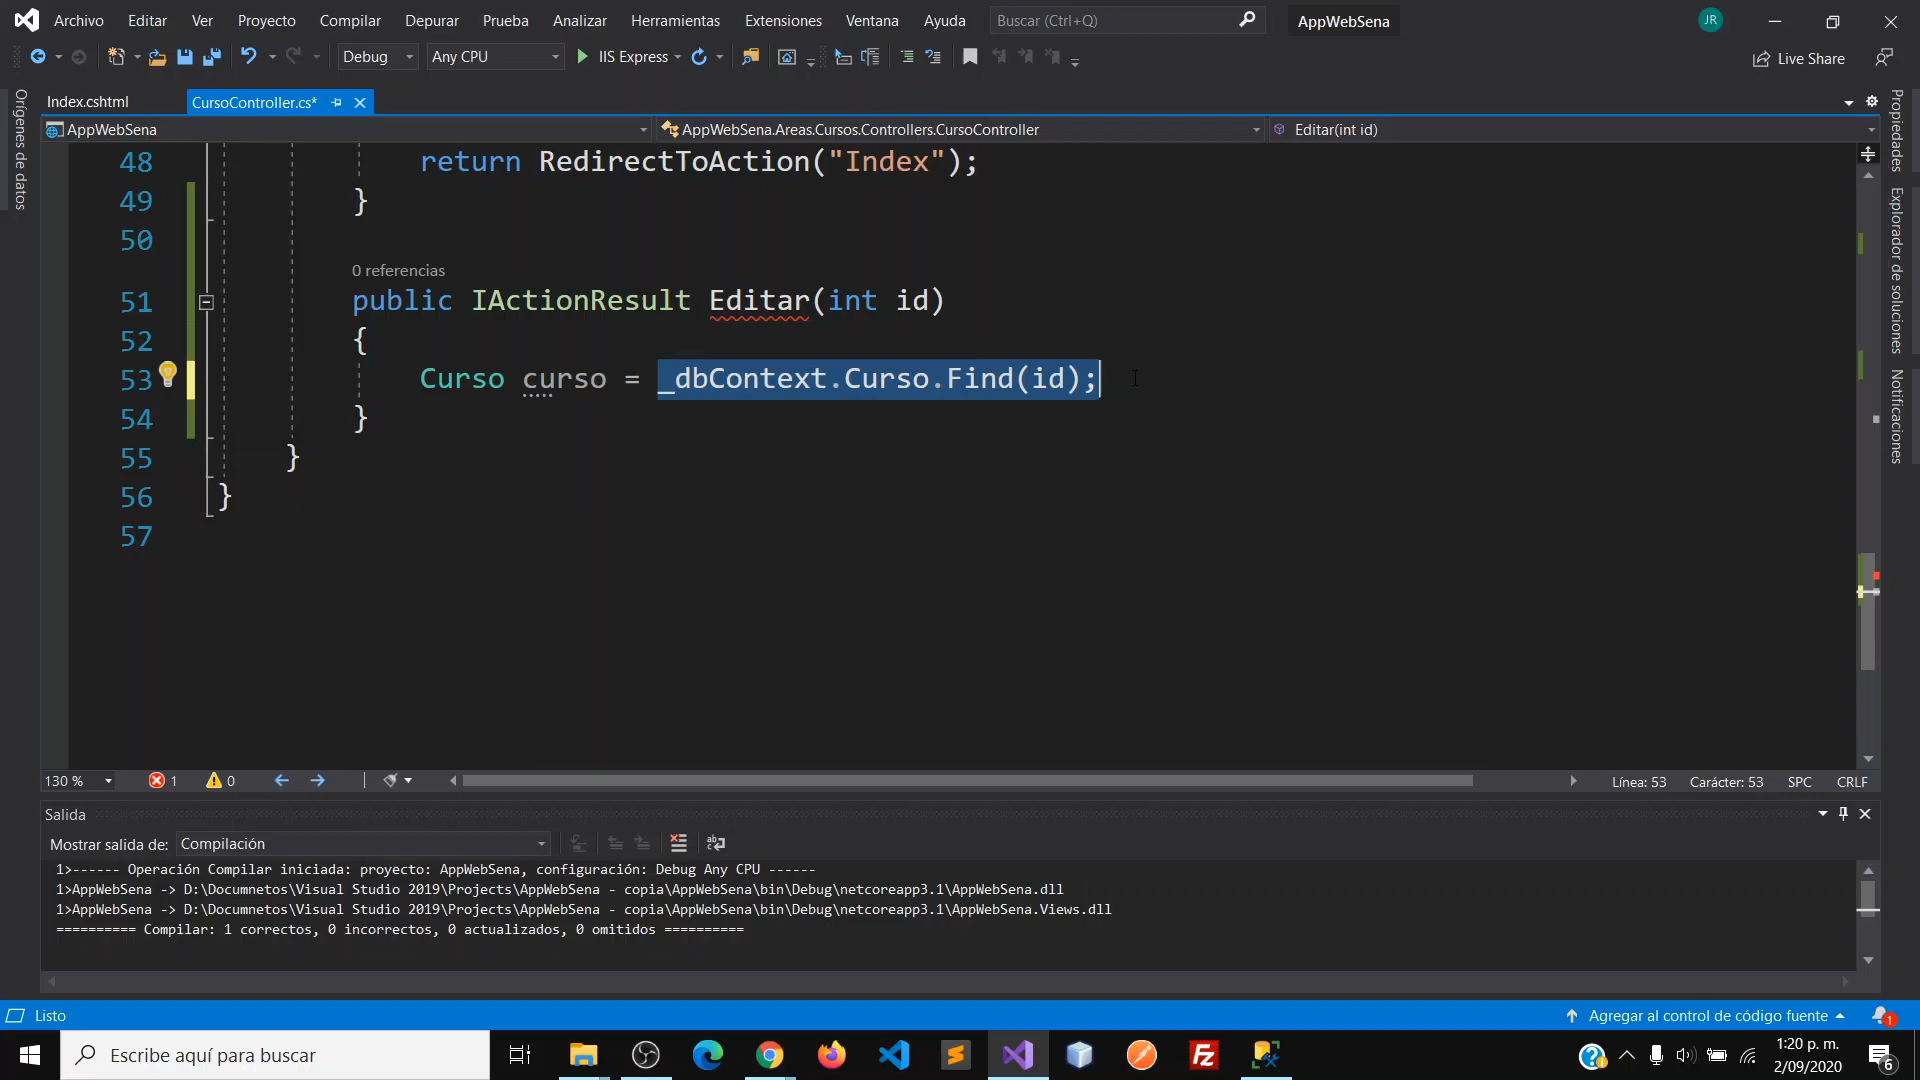 Archivo Editar Ver Proyecto Compilar Depurar Prueba Analizar Herramientas Extensiones Ventana Ayuda Buscar (Ctrl+Q) AppWebSena JR
Debug Any CPU IIS Express Live Share
Index.cshtml CursoController.cs*
AppWebSena AppWebSena.Areas.Cursos.Controllers.CursoController Editar(int id)
Orígenes de datos
Propiedades
Explorador de soluciones
Notificaciones
48 return RedirectToAction("Index");
49 }
50
0 referencias
51 public IActionResult Editar(int id)
52 {
53 Curso curso = _dbContext.Curso.Find(id);
54 }
55 }
56 }
57
130 % 1 0 Línea: 53 Carácter: 53 SPC CRLF
Salida
Mostrar salida de: Compilación
1>------ Operación Compilar iniciada: proyecto: AppWebSena, configuración: Debug Any CPU ------
1>AppWebSena -> D:\Documnetos\Visual Studio 2019\Projects\AppWebSena - copia\AppWebSena\bin\Debug\netcoreapp3.1\AppWebSena.dll
1>AppWebSena -> D:\Documnetos\Visual Studio 2019\Projects\AppWebSena - copia\AppWebSena\bin\Debug\netcoreapp3.1\AppWebSena.Views.dll
========== Compilar: 1 correctos, 0 incorrectos, 0 actualizados, 0 omitidos ==========
Listo Agregar al control de código fuente 1
Escribe aquí para buscar 1:20 p. m.
2/09/2020 6